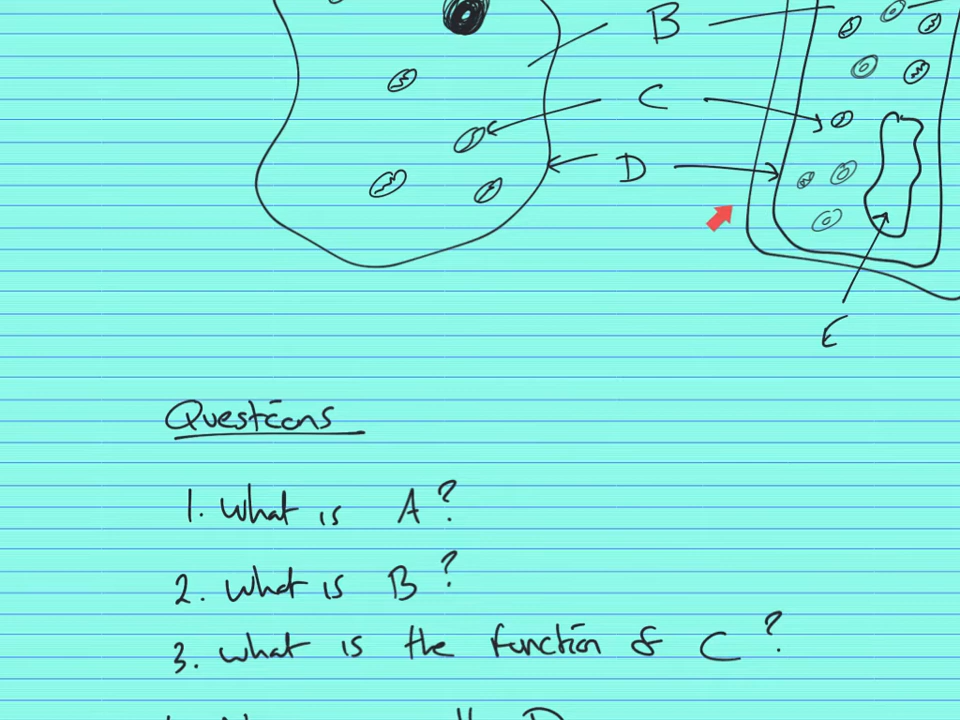 B
C
D
E
Questions
1. What is A?
2. What is B?
3. What is the function of C?
D